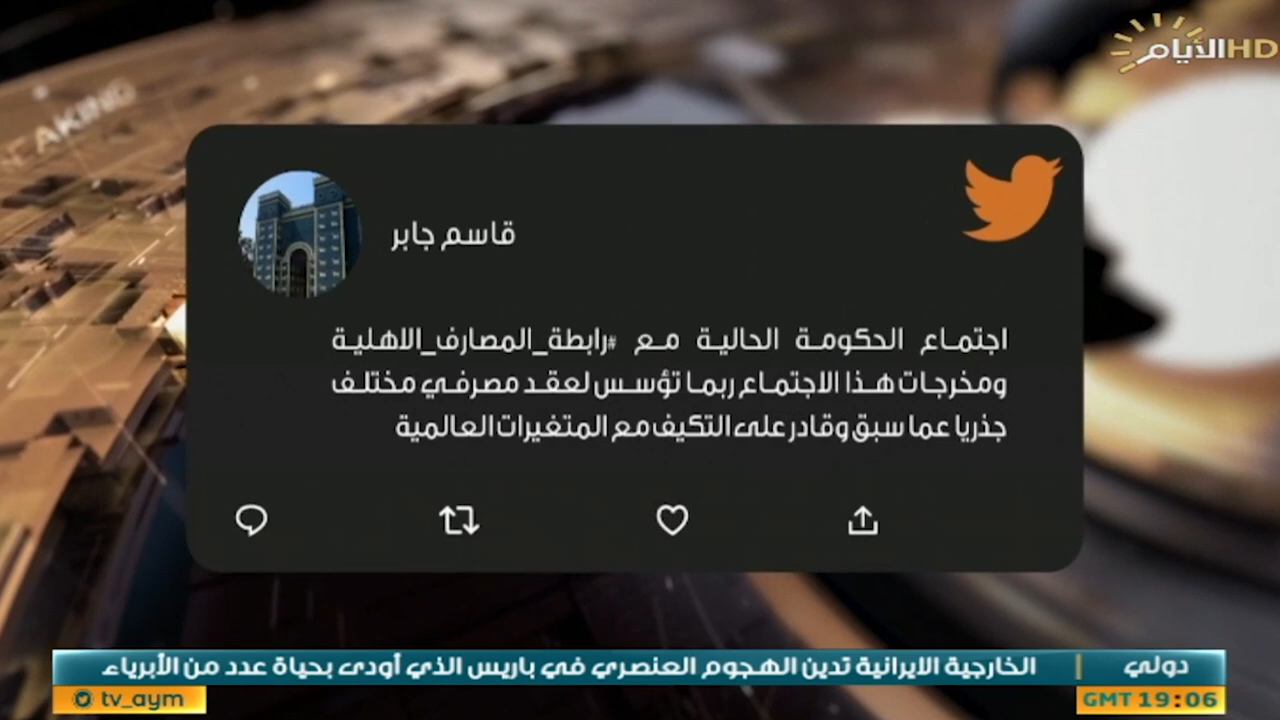 الأيام HD
AKING
قاسم جابر
اجتماع الحكومة الحالية مع #رابطة_المصارف_الاهلية
ومخرجات هذا الاجتماع ربما تؤسس لعقد مصرفي مختلف
جذريا عما سبق وقادر على التكيف مع المتغيرات العالمية
دولي | الخارجية الايرانية تدين الهجوم العنصري في باريس الذي أودى بحياة عدد من الأبرياء
GMT 19:06
tv_aym